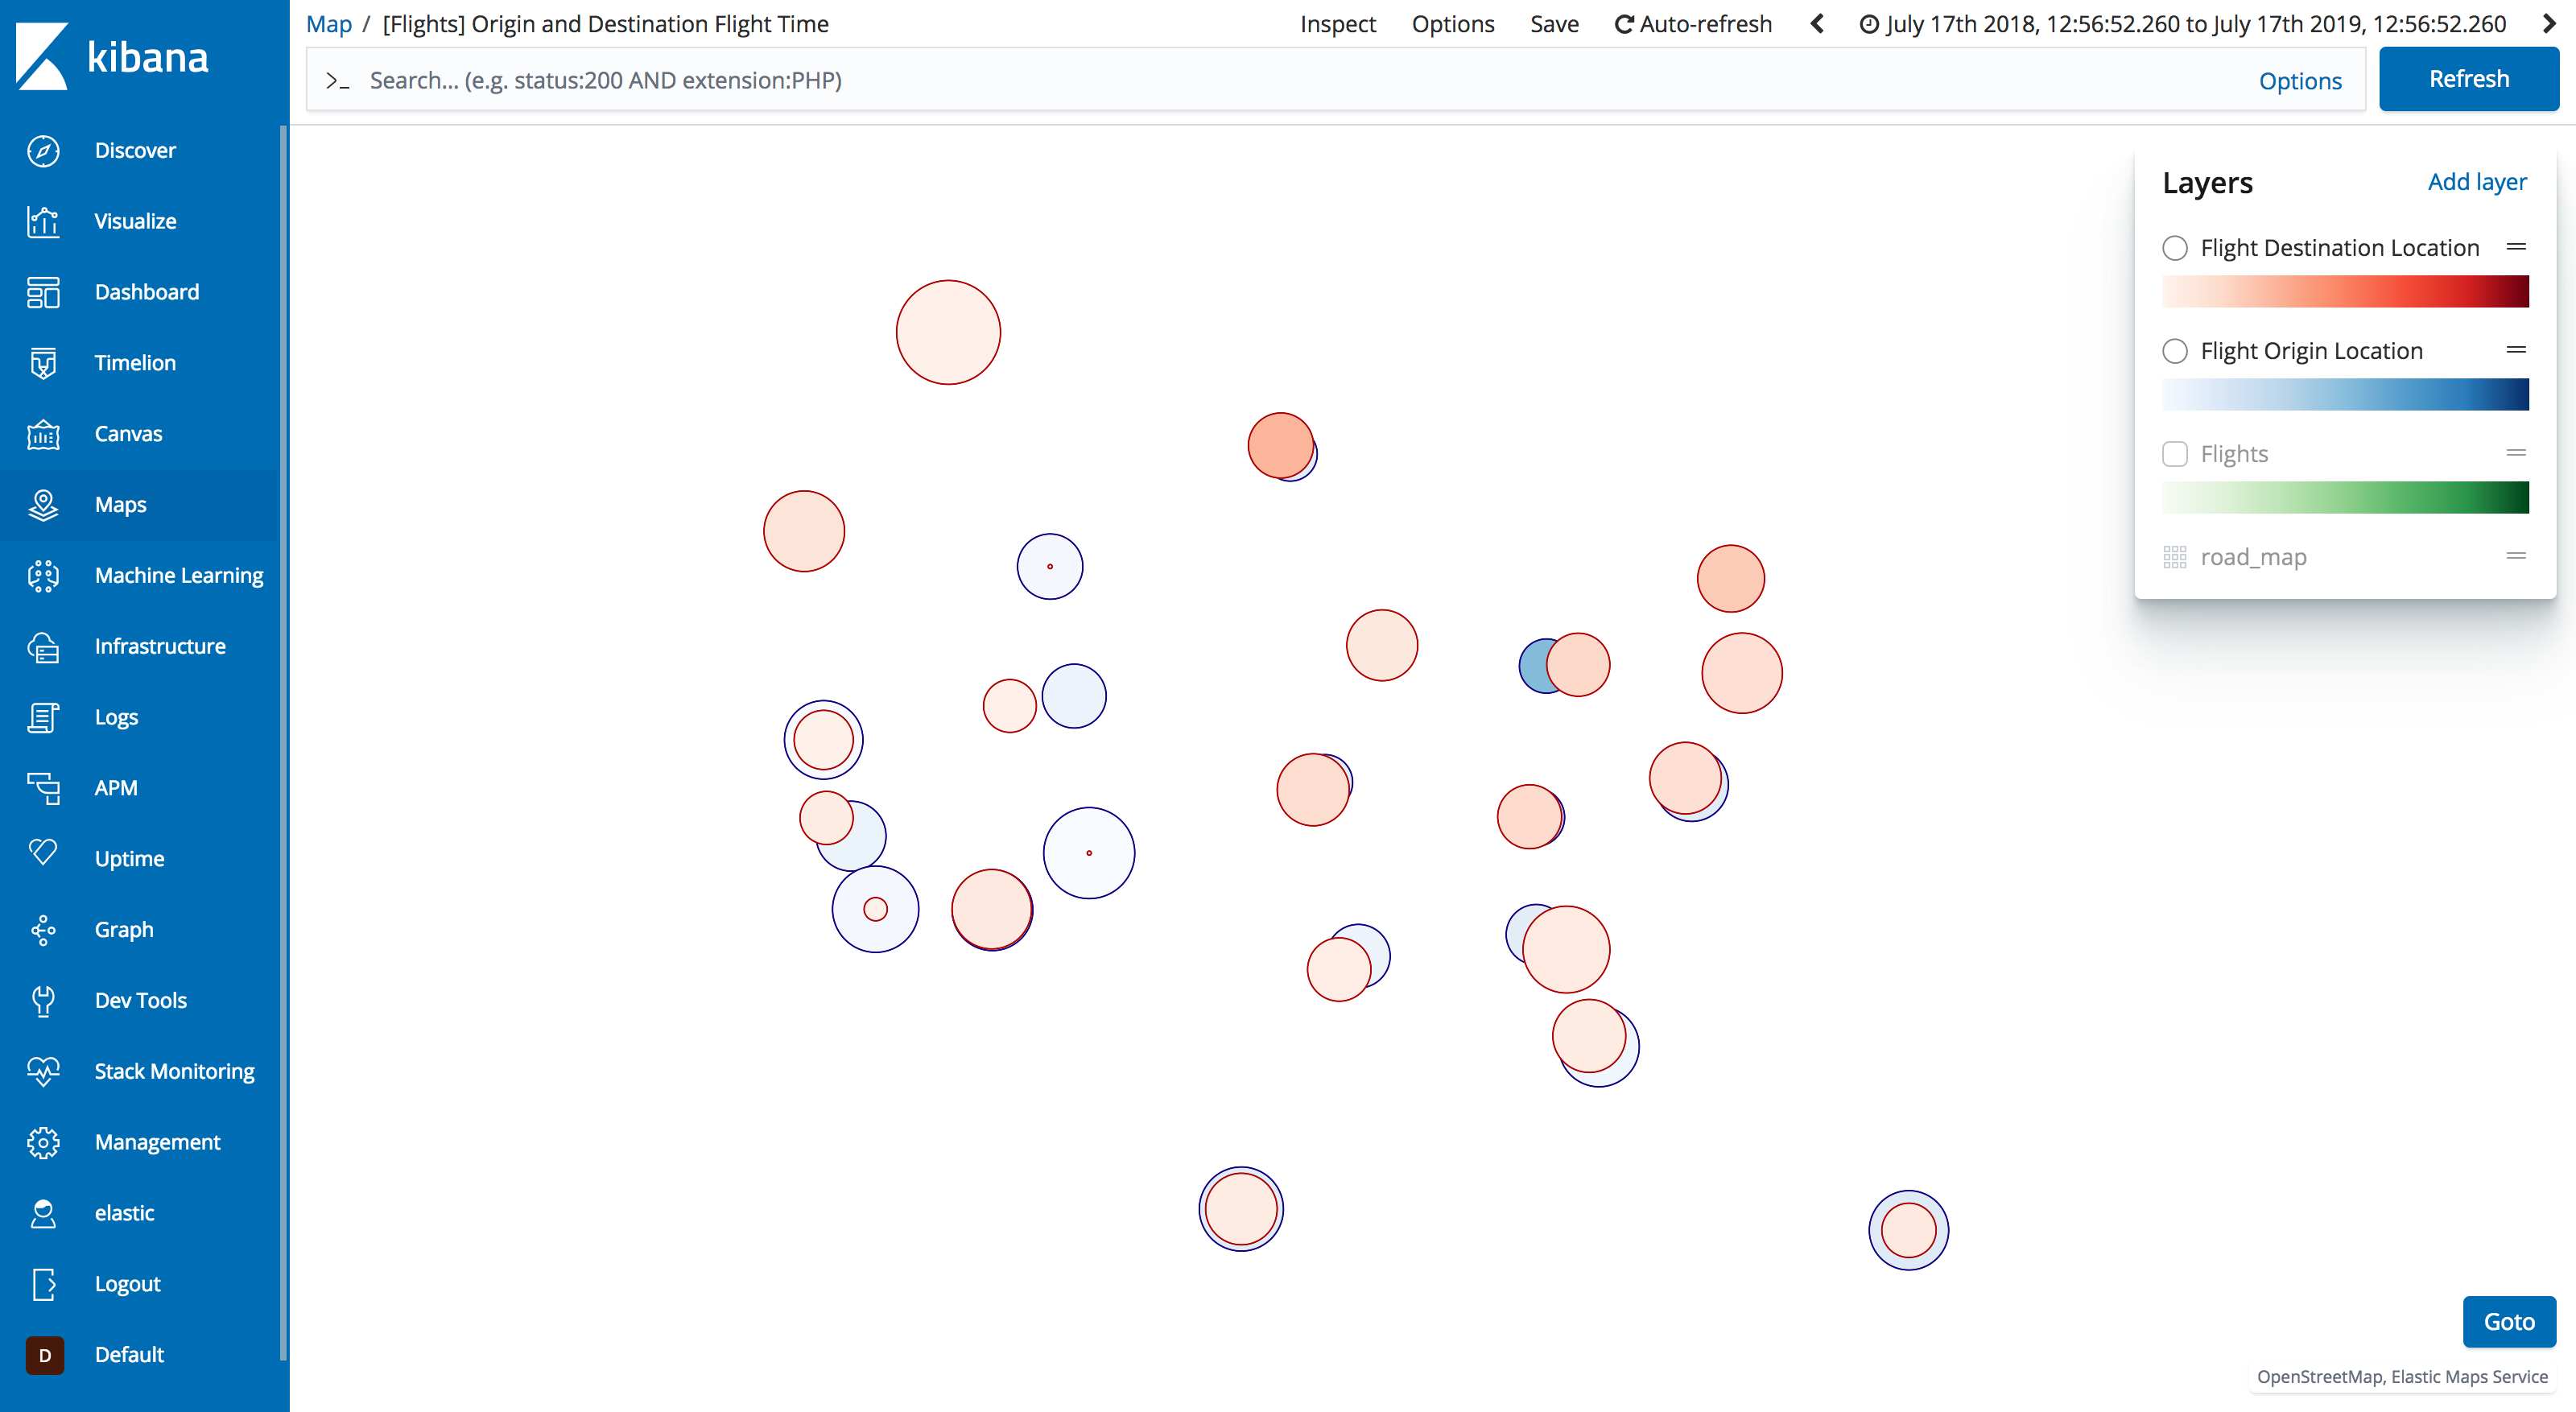 kibana
Discover
Visualize
Dashboard
Timelion
Canvas
Maps
Machine Learning
Infrastructure
Logs
APM
Uptime
Graph
Dev Tools
Stack Monitoring
Management
elastic
Logout
D Default
Map / [Flights] Origin and Destination Flight Time
Inspect Options Save Auto-refresh July 17th 2018, 12:56:52.260 to July 17th 2019, 12:56:52.260
>_ Search... (e.g. status:200 AND extension:PHP) Options Refresh
Layers Add layer
Flight Destination Location
Flight Origin Location
Flights
road_map
Goto
OpenStreetMap, Elastic Maps Service